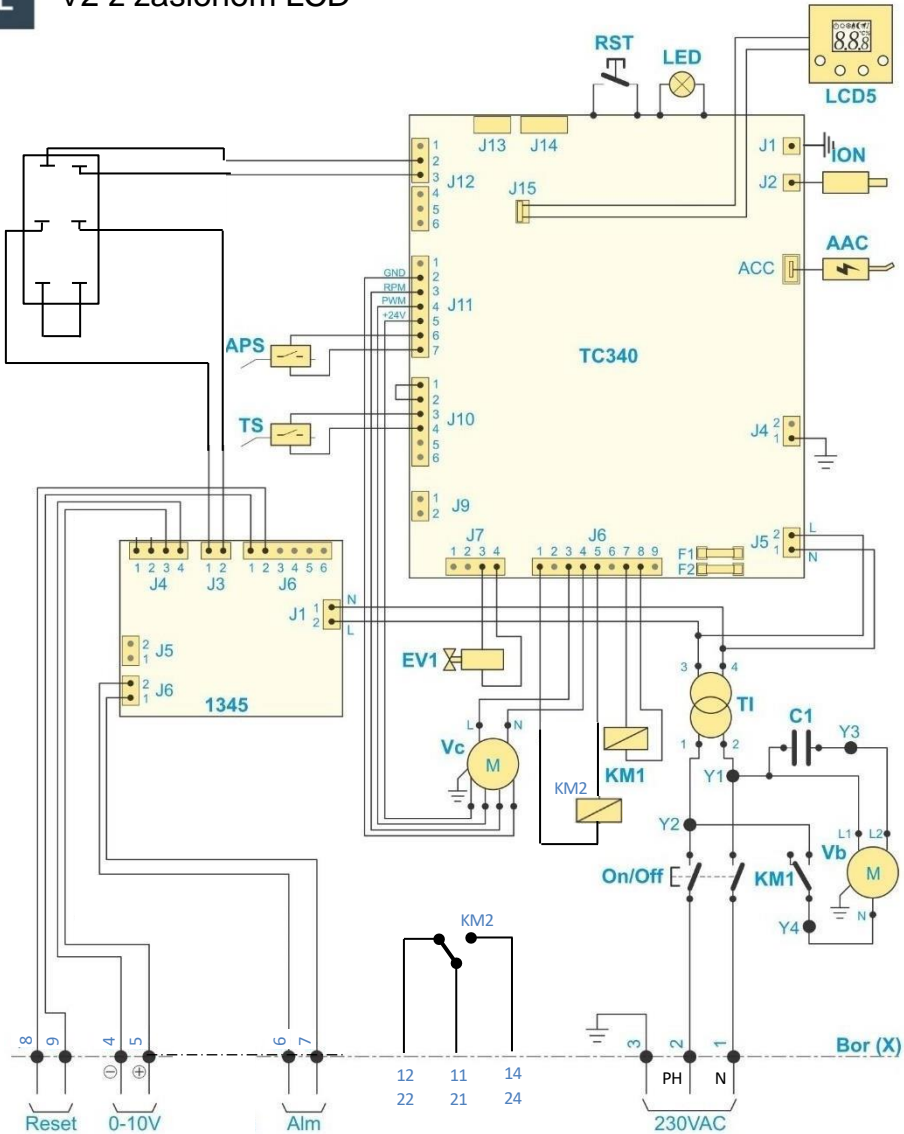 V2 z zaslonom LCD
RST
LED
LCD5
J13
J14
J1
ION
1
2
3
J12
4
5
6
J15
J2
AAC
ACC
GND
RPM
PWM
+24V
1
2
3
4
5
6
7
J11
TC340
APS
TS
1
2
3
4
5
6
J10
J4
2
1
1
2
J9
J7
1 2 3 4
J6
1 2 3 4 5 6 7 8 9
F1
F2
J5
2
1
L
N
1 2 3 4
J4
1 2
J3
1 2 3 4 5 6
J6
J1
1
2
N
L
2
1
J5
2
1
J6
1345
EV1
L
N
Vc
M
KM1
KM2
3
4
TI
1
2
C1
Y3
Y1
Y2
L1
L2
Vb
M
N
On/Off
KM1
Y4
KM2
8
9
4
5
6
7
3
2
1
Bor (X)
12
11
14
22
21
24
PH
N
Reset
0-10V
Alm
230VAC